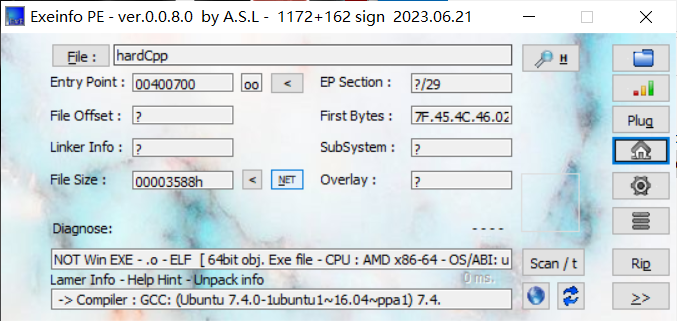 Exeinfo PE - ver.0.0.8.0 by A.S.L - 1172+162 sign 2023.06.21
File : hardCpp H
Entry Point : 00400700 oo < EP Section : ?/29
File Offset : ? First Bytes : 7F.45.4C.46.02 Plug
Linker Info : ? SubSystem : ?
File Size : 00003588h < NET Overlay : ?
Diagnose: ----
NOT Win EXE - .o - ELF [ 64bit obj. Exe file - CPU : AMD x86-64 - OS/ABI: u Scan / t Rip
Lamer Info - Help Hint - Unpack info 0 ms.
-> Compiler : GCC: (Ubuntu 7.4.0-1ubuntu1~16.04~ppa1) 7.4. >>